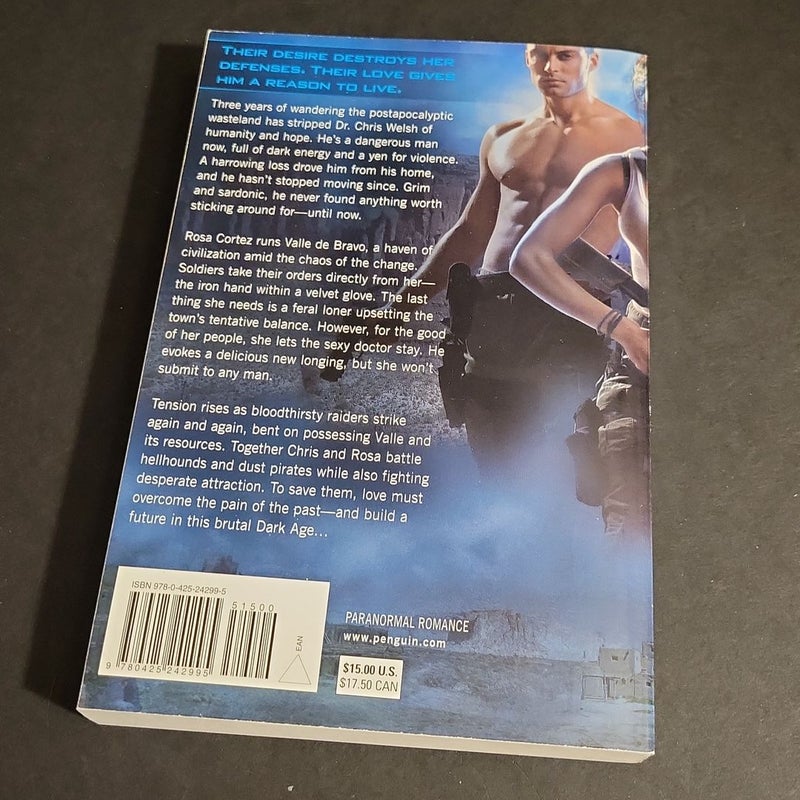 THEIR DESIRE DESTROYS HER
DEFENSES. THEIR LOVE GIVES
HIM A REASON TO LIVE.
Three years of wandering the postapocalyptic
wasteland has stripped Dr. Chris Welsh of
humanity and hope. He's a dangerous man
now, full of dark energy and a yen for violence.
A harrowing loss drove him from his home,
and he hasn't stopped moving since. Grim
and sardonic, he never found anything worth
sticking around for—until now.
Rosa Cortez runs Valle de Bravo, a haven of
civilization amid the chaos of the change.
Soldiers take their orders directly from her—
the iron hand within a velvet glove. The last
thing she needs is a feral loner upsetting the
town's tentative balance. However, for the good
of her people, she lets the sexy doctor stay. He
evokes a delicious new longing, but she won't
submit to any man.
Tension rises as bloodthirsty raiders strike
again and again, bent on possessing Valle and
its resources. Together Chris and Rosa battle
hellhounds and dust pirates while also fighting
desperate attraction. To save them, love must
overcome the pain of the past—and build a
future in this brutal Dark Age...
ISBN 978-0-425-24299-5
51500
9 780425 242995
EAN
PARANORMAL ROMANCE
www.penguin.com
$15.00 U.S.
$17.50 CAN